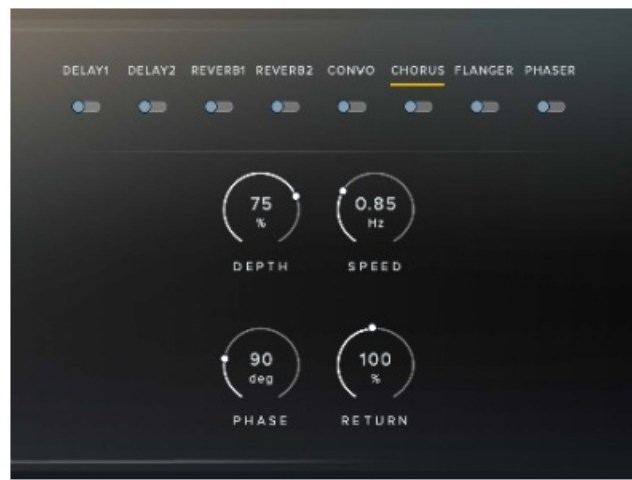 DELAY1 DELAY2 REVERB1 REVERB2 CONVO CHORUS FLANGER PHASER
75 0.85
% Hz
DEPTH SPEED
90 100
deg %
PHASE RETURN